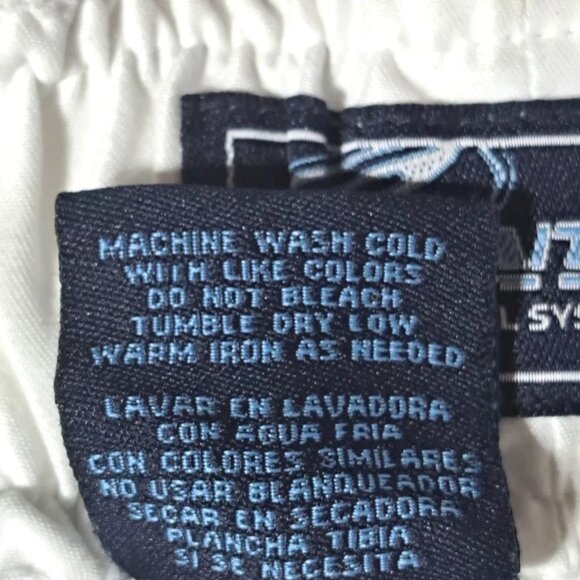 MACHINE WASH COLD
WITH LIKE COLORS
DO NOT BLEACH
TUMBLE DRY LOW
WARM IRON AS NEEDED
LAVAR EN LAVADORA
CON AGUA FRIA
CON COLORES SIMILARES
NO USAR BLANQUEADOR
SECAR EN SECADORA
PLANCHA TIBIA
SI SE NECESITA